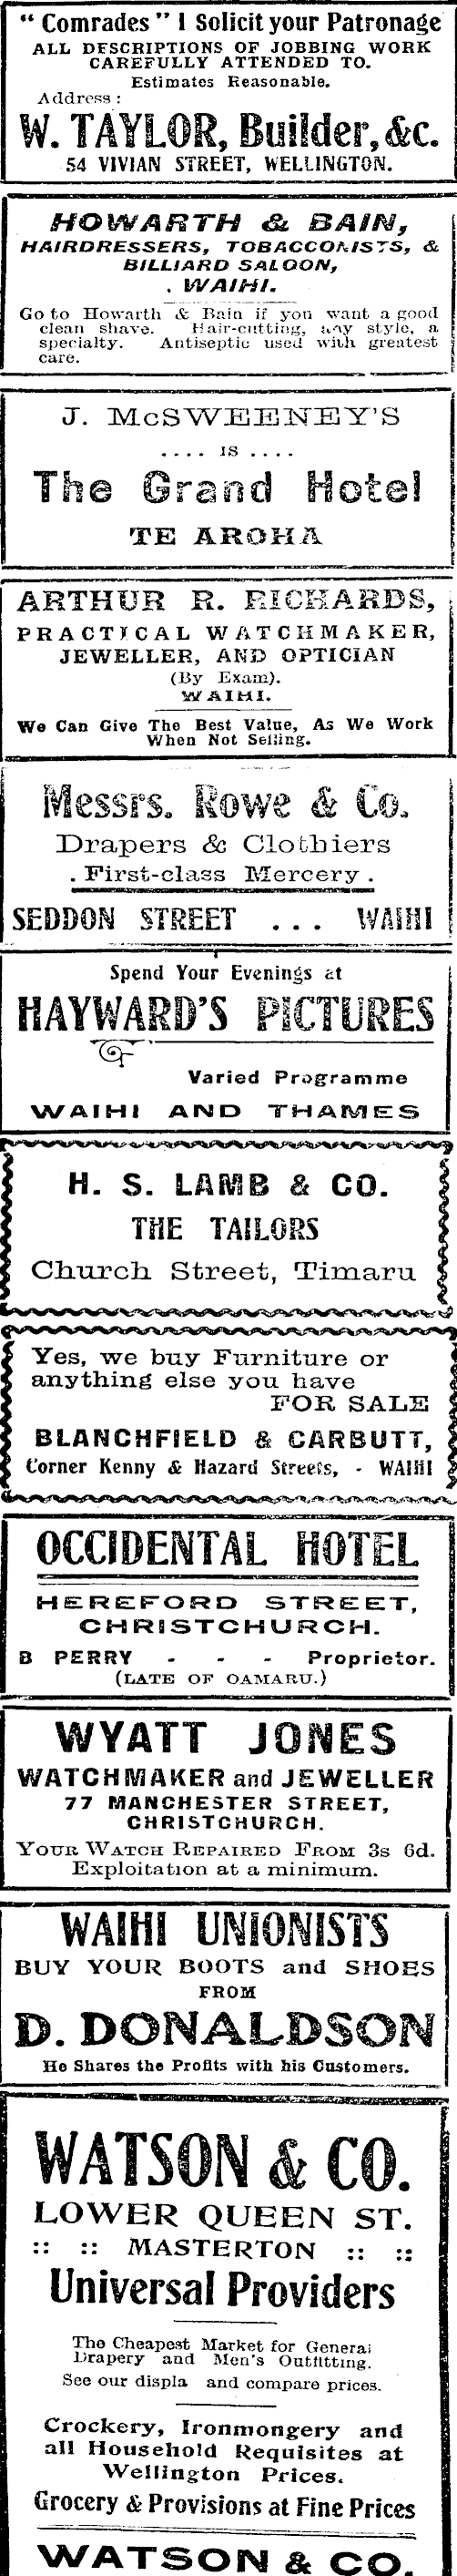 “ Comrades ” I Solicit your Patronage
ALL DESCRIPTIONS OF JOBBING WORK
CAREFULLY ATTENDED TO.
Estimates Reasonable.
Address :
W. TAYLOR, Builder, &c.
54 VIVIAN STREET, WELLINGTON.
HOWARTH & BAIN,
HAIRDRESSERS, TOBACCONISTS, &
BILLIARD SALOON,
. WAIHI.
Go to Howarth & Bain if you want a good
clean shave. Hair-cutting, any style, a
specialty. Antiseptic used with greatest
care.
J. McSWEENEY'S
.... IS ....
The Grand Hotel
TE AROHA
ARTHUR R. RICHARDS,
PRACTICAL WATCHMAKER,
JEWELLER, AND OPTICIAN
(By Exam).
WAIHI.
We Can Give The Best Value, As We Work
When Not Selling.
Messrs. Rowe & Co.
Drapers & Clothiers
. First-class Mercery .
SEDDON STREET ... WAIHI
Spend Your Evenings at
HAYWARD'S PICTURES
Varied Programme
WAIHI AND THAMES
H. S. LAMB & CO.
THE TAILORS
Church Street, Timaru
Yes, we buy Furniture or
anything else you have
FOR SALE
BLANCHFIELD & CARBUTT,
Corner Kenny & Hazard Streets, - WAIHI
OCCIDENTAL HOTEL
HEREFORD STREET,
CHRISTCHURCH.
B PERRY - - - Proprietor.
(LATE OF OAMARU.)
WYATT JONES
WATCHMAKER and JEWELLER
77 MANCHESTER STREET,
CHRISTCHURCH.
YOUR WATCH REPAIRED FROM 3s 6d.
Exploitation at a minimum.
WAIHI UNIONISTS
BUY YOUR BOOTS and SHOES
FROM
D. DONALDSON
He Shares the Profits with his Customers.
WATSON & CO.
LOWER QUEEN ST.
:: :: MASTERTON :: ::
Universal Providers
The Cheapest Market for General
Drapery and Men's Outfitting.
See our displa and compare prices.
Crockery, Ironmongery and
all Household Requisites at
Wellington Prices.
Grocery & Provisions at Fine Prices
WATSON & CO.